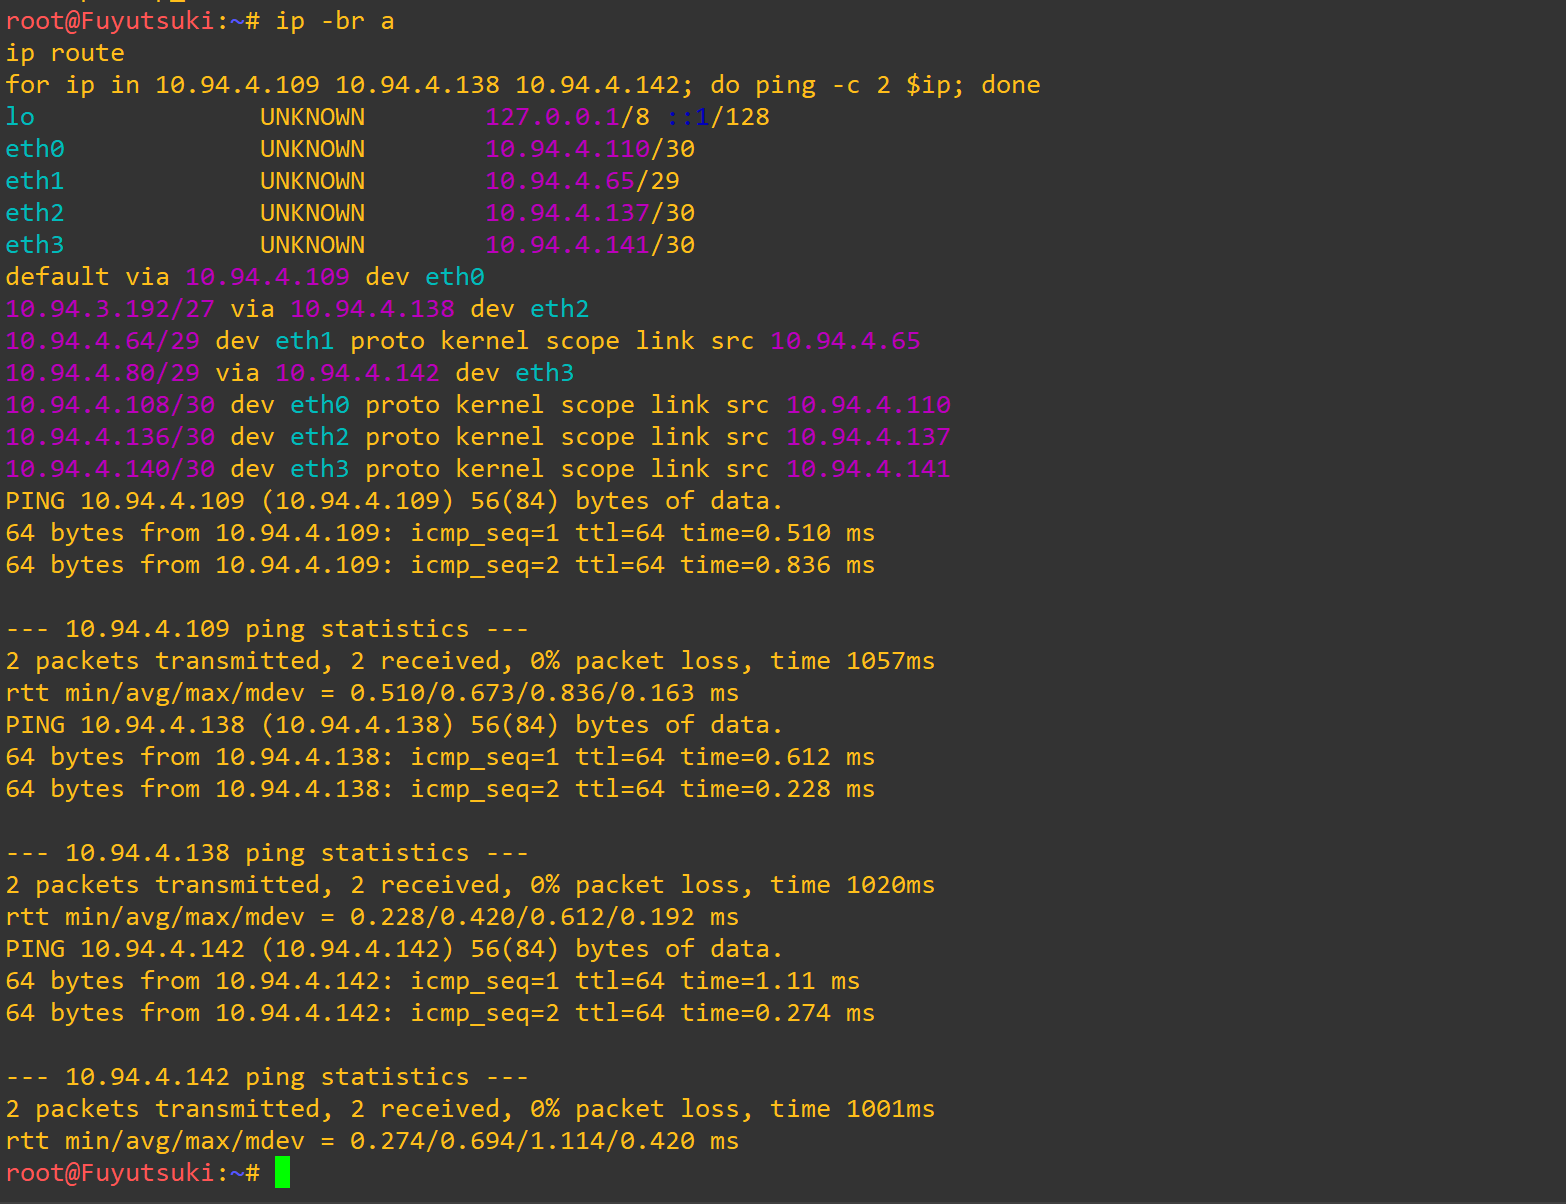 root@Fuyutsuki:~# ip -br a
ip route
for ip in 10.94.4.109 10.94.4.138 10.94.4.142; do ping -c 2 $ip; done
lo               UNKNOWN        127.0.0.1/8 ::1/128
eth0             UNKNOWN        10.94.4.110/30
eth1             UNKNOWN        10.94.4.65/29
eth2             UNKNOWN        10.94.4.137/30
eth3             UNKNOWN        10.94.4.141/30
default via 10.94.4.109 dev eth0
10.94.3.192/27 via 10.94.4.138 dev eth2
10.94.4.64/29 dev eth1 proto kernel scope link src 10.94.4.65
10.94.4.80/29 via 10.94.4.142 dev eth3
10.94.4.108/30 dev eth0 proto kernel scope link src 10.94.4.110
10.94.4.136/30 dev eth2 proto kernel scope link src 10.94.4.137
10.94.4.140/30 dev eth3 proto kernel scope link src 10.94.4.141
PING 10.94.4.109 (10.94.4.109) 56(84) bytes of data.
64 bytes from 10.94.4.109: icmp_seq=1 ttl=64 time=0.510 ms
64 bytes from 10.94.4.109: icmp_seq=2 ttl=64 time=0.836 ms

--- 10.94.4.109 ping statistics ---
2 packets transmitted, 2 received, 0% packet loss, time 1057ms
rtt min/avg/max/mdev = 0.510/0.673/0.836/0.163 ms
PING 10.94.4.138 (10.94.4.138) 56(84) bytes of data.
64 bytes from 10.94.4.138: icmp_seq=1 ttl=64 time=0.612 ms
64 bytes from 10.94.4.138: icmp_seq=2 ttl=64 time=0.228 ms

--- 10.94.4.138 ping statistics ---
2 packets transmitted, 2 received, 0% packet loss, time 1020ms
rtt min/avg/max/mdev = 0.228/0.420/0.612/0.192 ms
PING 10.94.4.142 (10.94.4.142) 56(84) bytes of data.
64 bytes from 10.94.4.142: icmp_seq=1 ttl=64 time=1.11 ms
64 bytes from 10.94.4.142: icmp_seq=2 ttl=64 time=0.274 ms

--- 10.94.4.142 ping statistics ---
2 packets transmitted, 2 received, 0% packet loss, time 1001ms
rtt min/avg/max/mdev = 0.274/0.694/1.114/0.420 ms
root@Fuyutsuki:~#